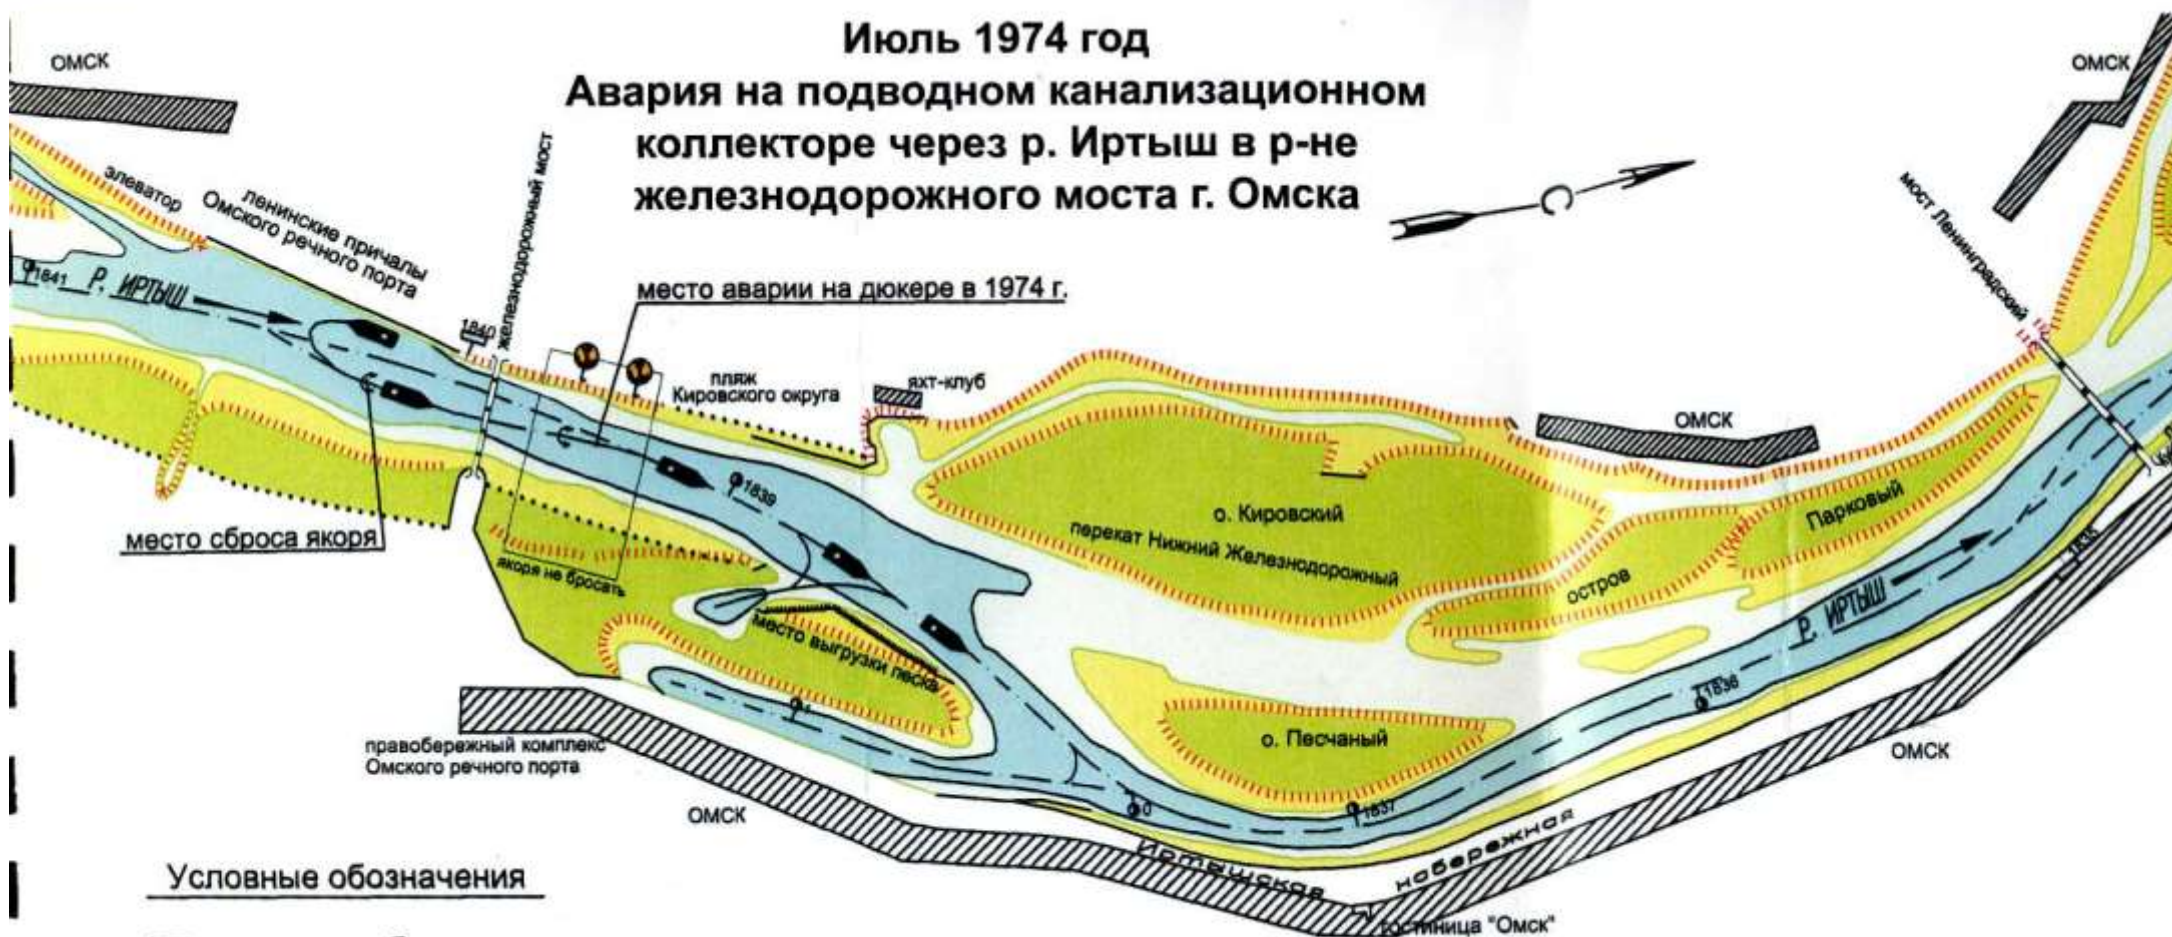 Июль 1974 год
Авария на подводном канализационном
коллекторе через р. Иртыш в р-не
железнодорожного моста г. Омска
ОМСК
ОМСК
элеватор
ленинские причалы
Омского речного порта
железнодорожный мост
мост Ленинградский
1841
Р. ИРТЫШ
место аварии на дюкере в 1974 г.
1840
пляж
Кировского округа
яхт-клуб
ОМСК
1839
о. Кировский
перекат Нижний Железнодорожный
Парковый
остров
место сброса якоря
якоря не бросать
место выгрузки песка
Р. ИРТЫШ
1835
1836
правобережный комплекс
Омского речного порта
1
о. Песчаный
ОМСК
ОМСК
0
1837
Иртышская набережная
гостиница "Омск"
Условные обозначения